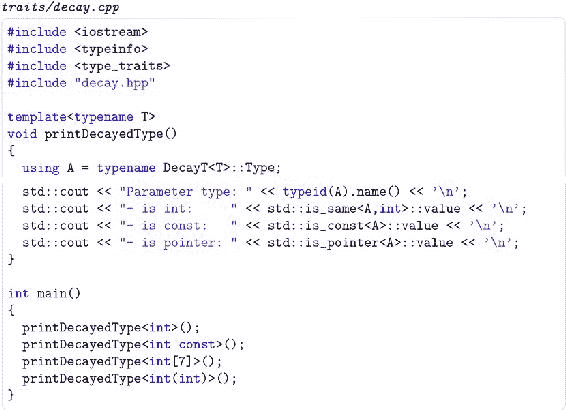 traits/decay.cpp
#include <iostream>
#include <typeinfo>
#include <type_traits>
#include "decay.hpp"
template<typename T>
void printDecayedType()
{
using A = typename DecayT<T>::Type;
std::cout << "Parameter type: " << typeid(A).name() << '\n';
std::cout << "- is int:     " << std::is_same<A,int>::value << '\n';
std::cout << "- is const:   " << std::is_const<A>::value << '\n';
std::cout << "- is pointer: " << std::is_pointer<A>::value << '\n';
}
int main()
{
printDecayedType<int>();
printDecayedType<int const>();
printDecayedType<int[7]>();
printDecayedType<int(int)>();
}